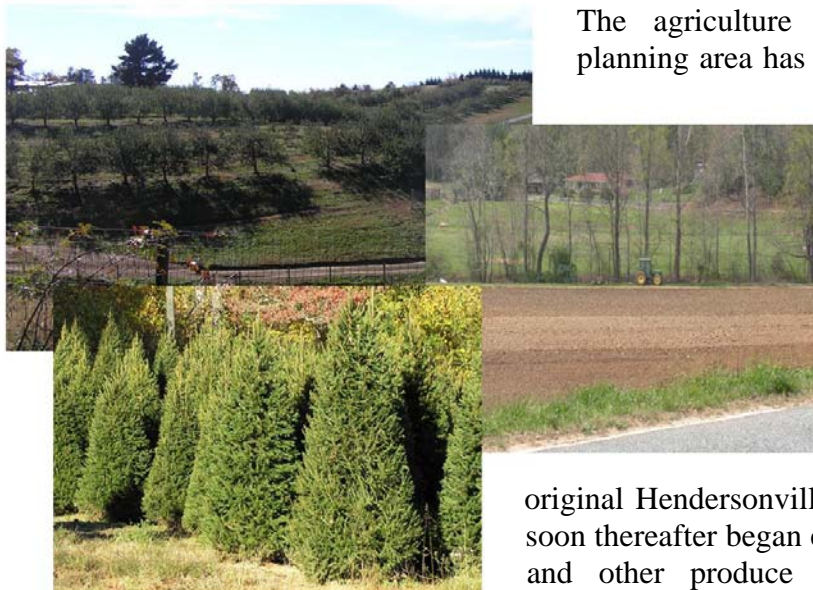 The agriculture
planning area has
original Hendersonvill
soon thereafter began
and other produce